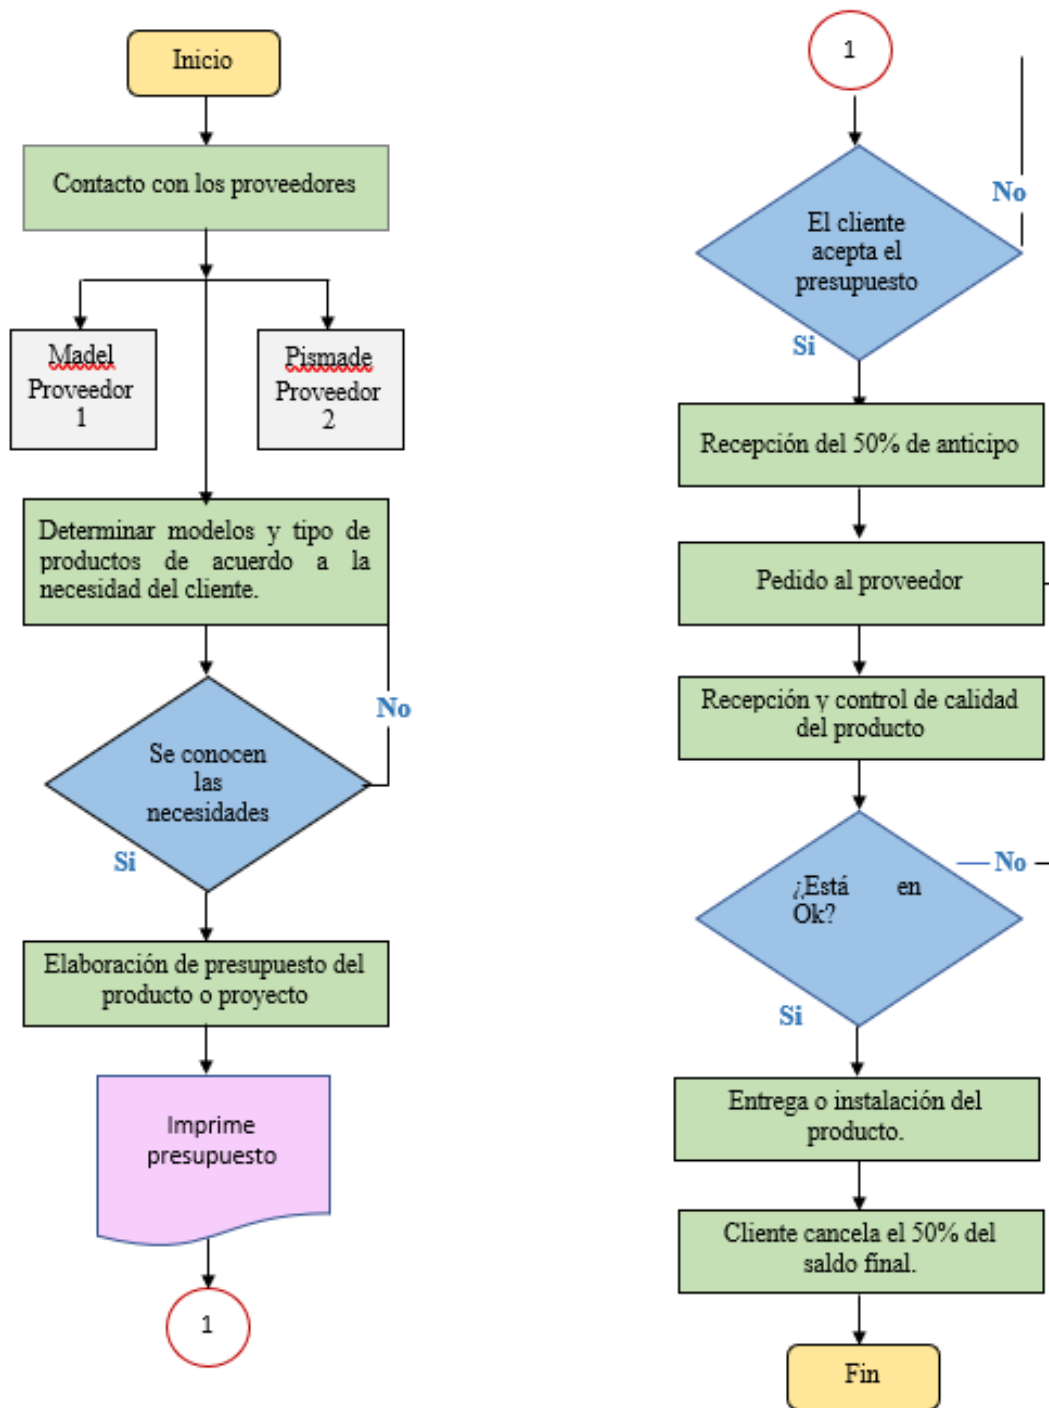 Inicio
Contacto con los proveedores
Madel
Proveedor
1
Pismade
Proveedor
2
Determinar modelos y tipo de
productos de acuerdo a la
necesidad del cliente.
No
Se conocen
las
necesidades
Si
Elaboración de presupuesto del
producto o proyecto
Imprime
presupuesto
1
1
No
El cliente
acepta el
presupuesto
Si
Recepción del 50% de anticipo
Pedido al proveedor
Recepción y control de calidad
del producto
No
¿Está en
Ok?
Si
Entrega o instalación del
producto.
Cliente cancela el 50% del
saldo final.
Fin